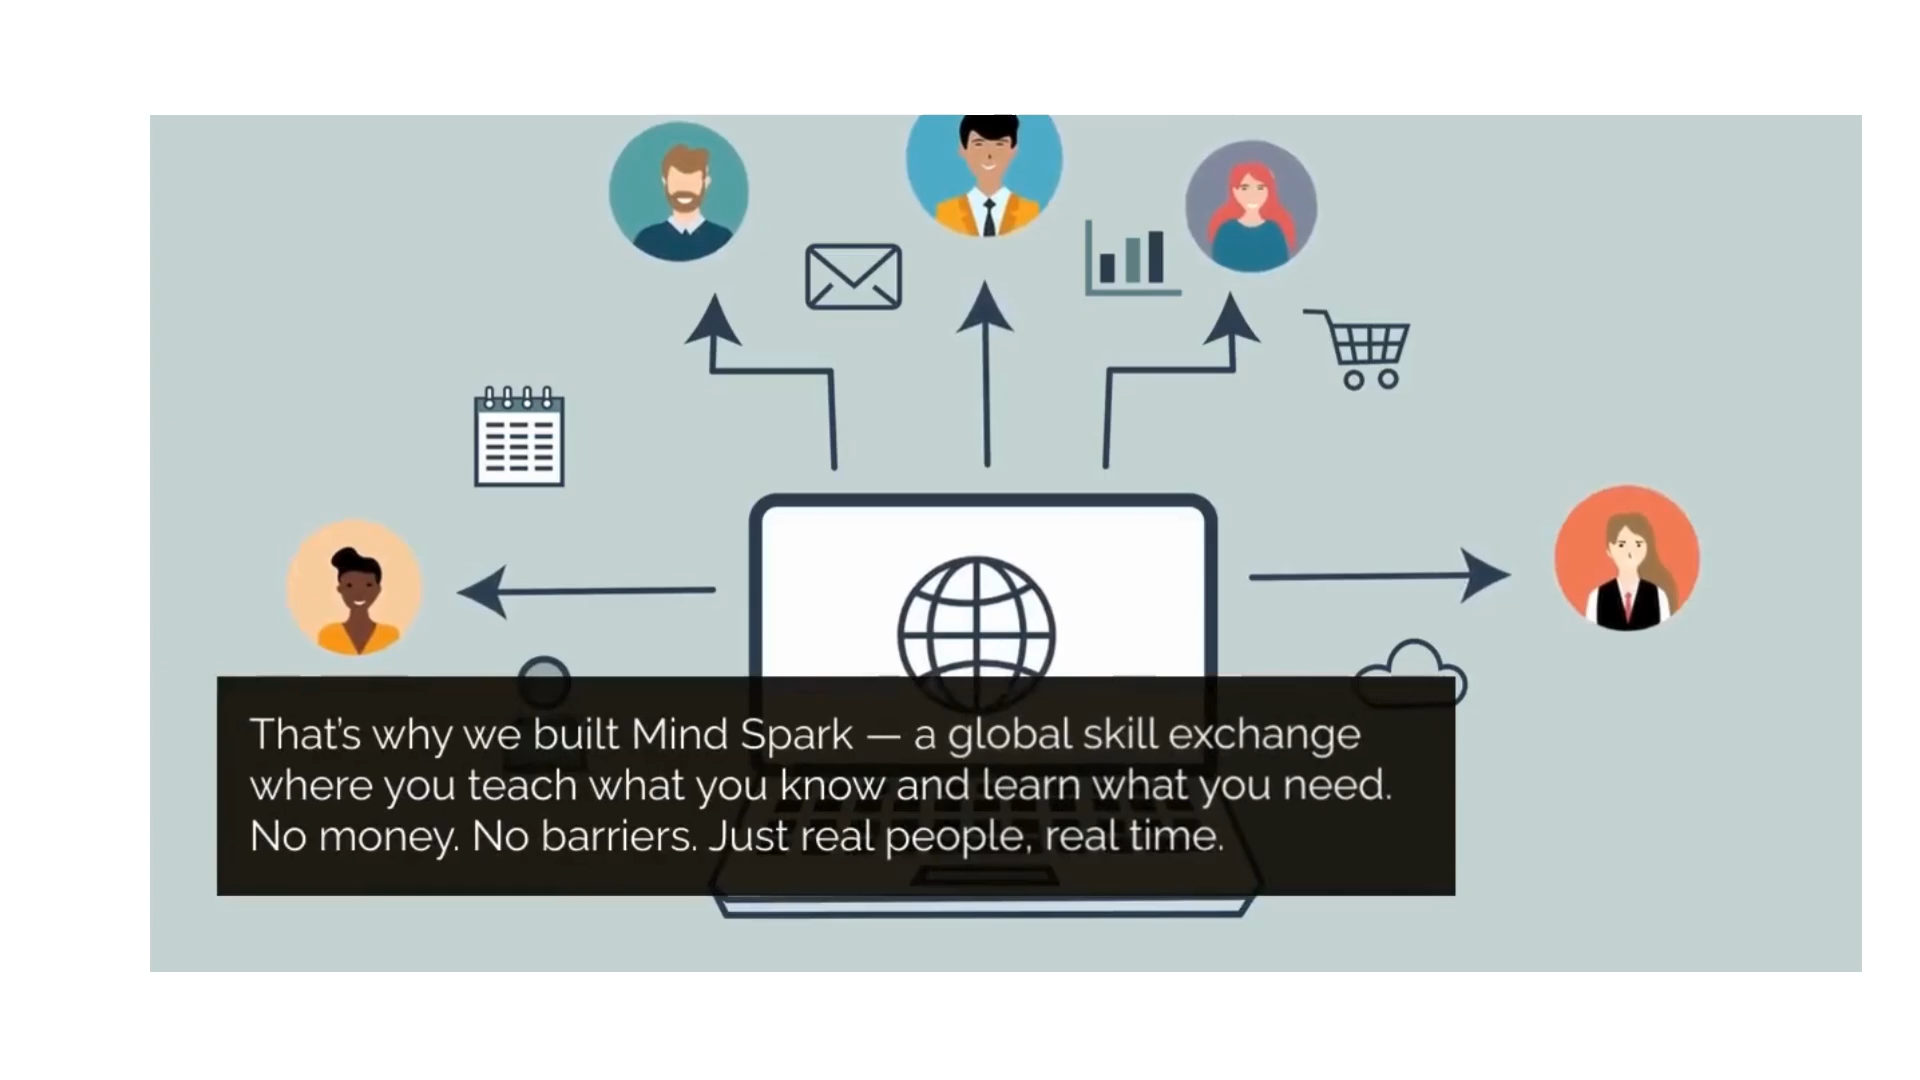 That's why we built Mind Spark — a global skill exchange
where you teach what you know and learn what you need.
No money. No barriers. Just real people, real time.